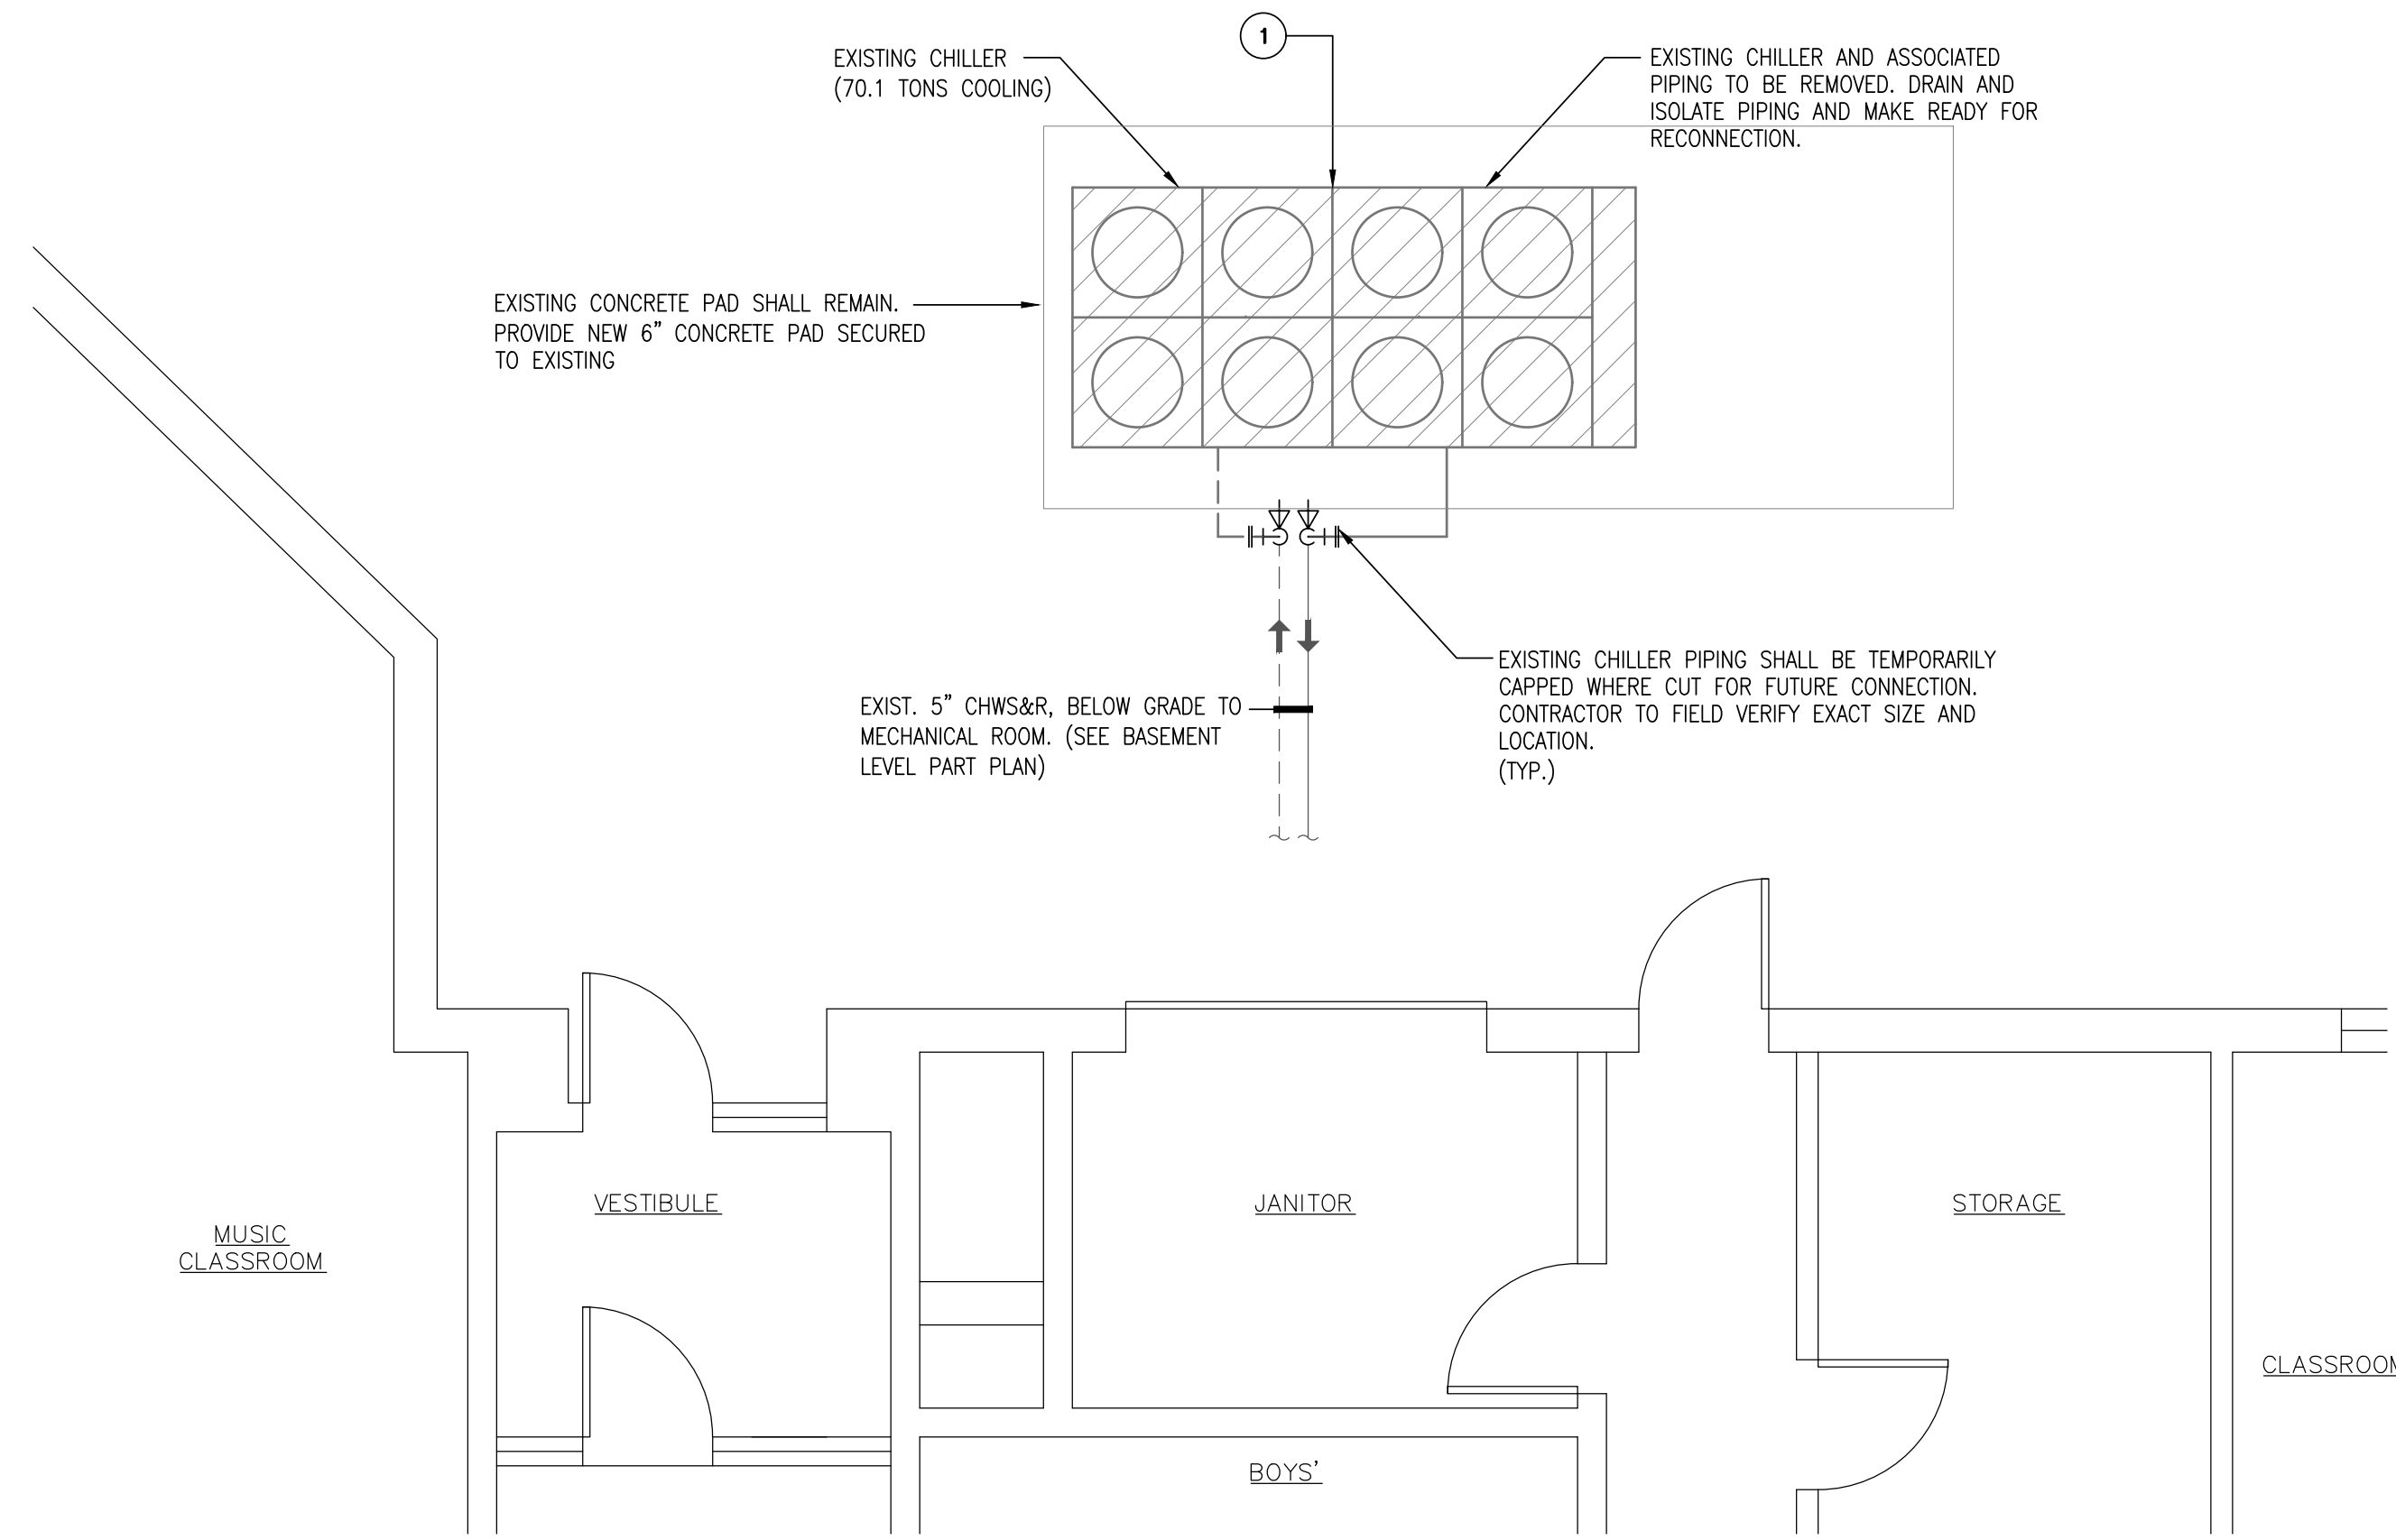 1
EXISTING CHILLER
(70.1 TONS COOLING)
EXISTING CHILLER AND ASSOCIATED
PIPING TO BE REMOVED. DRAIN AND
ISOLATE PIPING AND MAKE READY FOR
RECONNECTION.
EXISTING CONCRETE PAD SHALL REMAIN.
PROVIDE NEW 6" CONCRETE PAD SECURED
TO EXISTING
EXISTING CHILLER PIPING SHALL BE TEMPORARILY
CAPPED WHERE CUT FOR FUTURE CONNECTION.
CONTRACTOR TO FIELD VERIFY EXACT SIZE AND
LOCATION.
(TYP.)
EXIST. 5" CHWS&R, BELOW GRADE TO
MECHANICAL ROOM. (SEE BASEMENT
LEVEL PART PLAN)
VESTIBULE
JANITOR
STORAGE
MUSIC
CLASSROOM
CLASSROOM
BOYS'